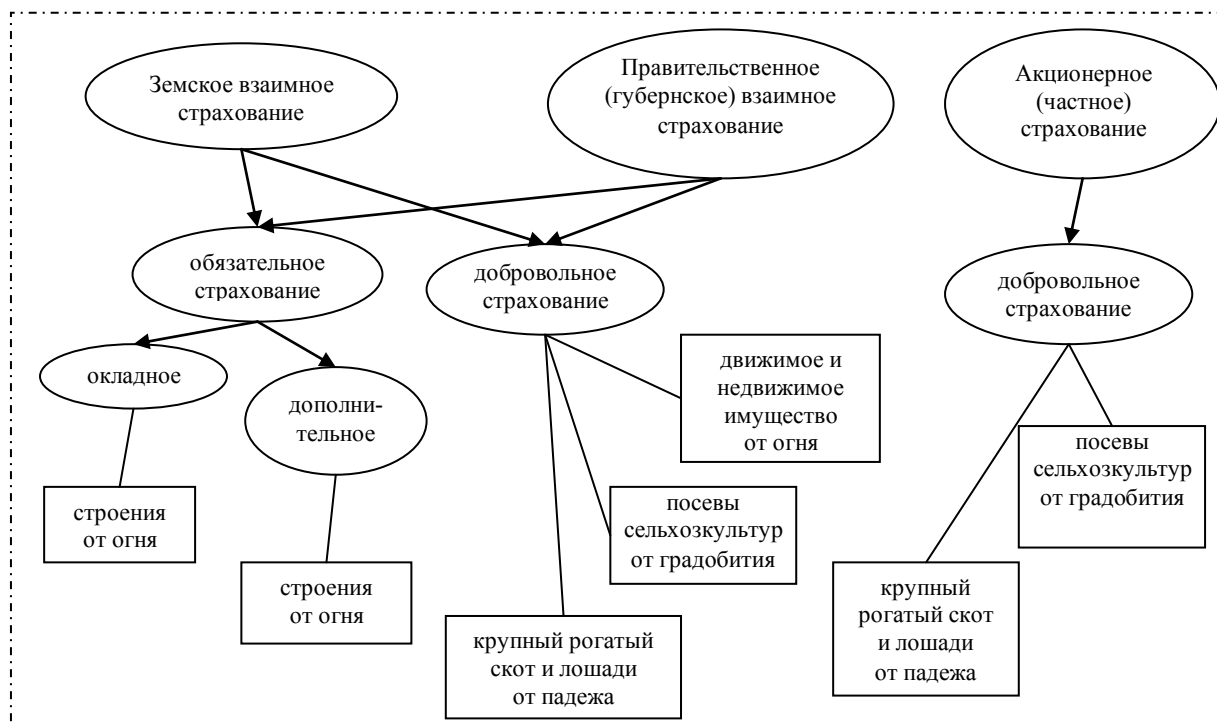 Земское взаимное
страхование
Правительственное
(губернское) взаимное
страхование
Акционерное
(частное)
страхование
обязательное
страхование
добровольное
страхование
добровольное
страхование
окладное
дополни-
тельное
движимое и
недвижимое
имущество
от огня
посевы
сельхозкультур
от градобития
строения
от огня
посевы
сельхозкультур
от градобития
строения
от огня
крупный рогатый
скот и лошади
от падежа
крупный
рогатый скот
и лошади
от падежа